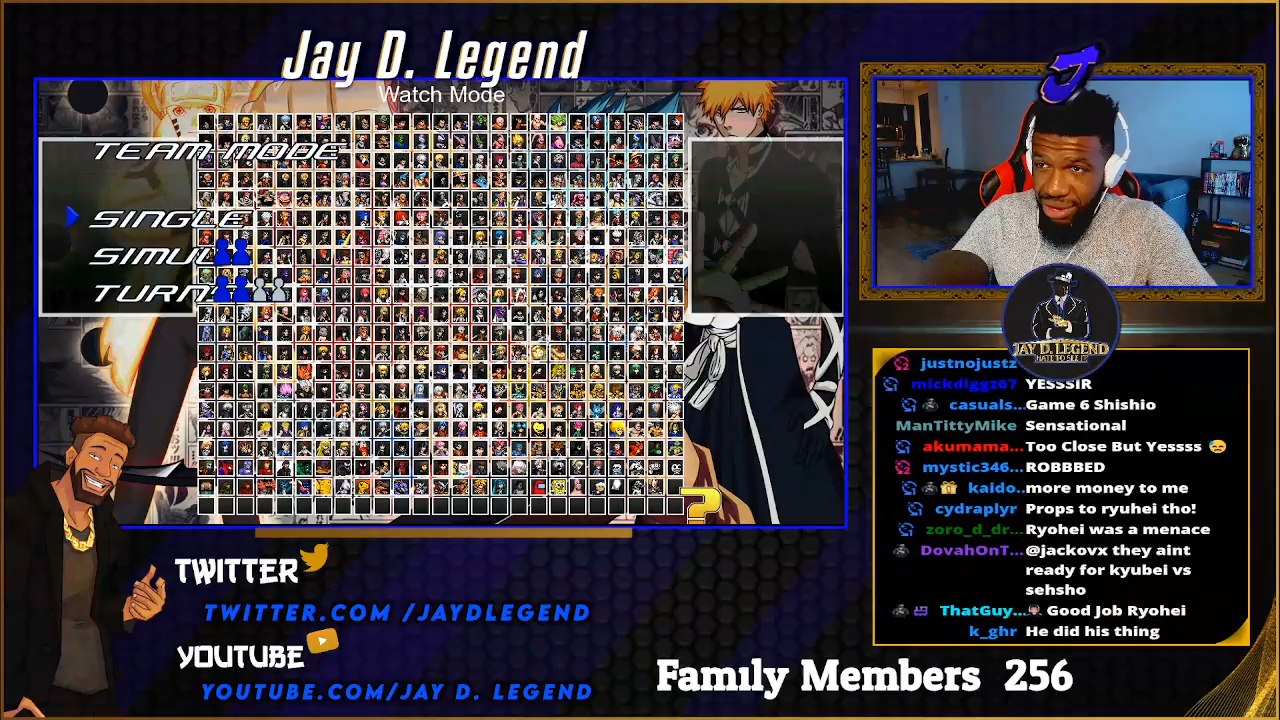 Jay D. Legend
Watch Mode
TEAM MODE
SINGLE
SIMUL
TURN
?
J
JAY D. LEGEND
justnojustz
mickdiggz67 YESSSIR
casuals... Game 6 Shishio
ManTittyMike Sensational
akumama... Too Close But Yessss
mystic346... ROBBBED
kaido.. more money to me
cydraplyr Props to ryuhei tho!
zoro_d_dr... Ryohei was a menace
DovahOnT... @jackovx they aint
ready for kyubei vs
sehsho
ThatGuy... Good Job Ryohei
k_ghr He did his thing
TWITTER
TWITTER.COM /JAYDLEGEND
YOUTUBE
YOUTUBE.COM/JAY D. LEGEND
Family Members 256